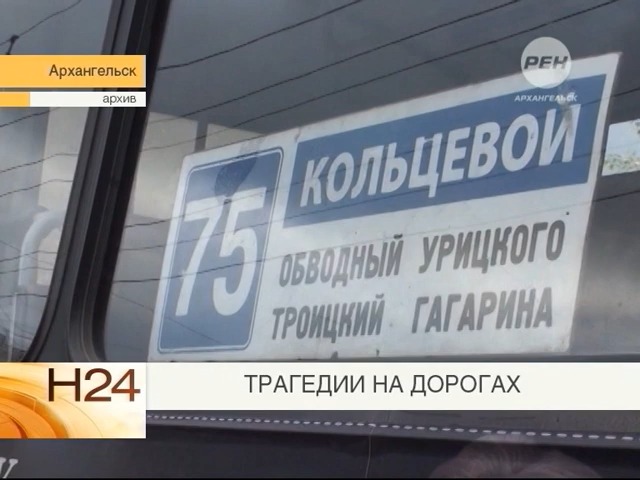 Архангельск
архив
РЕН
АРХАНГЕЛЬСК
75
КОЛЬЦЕВОЙ
ОБВОДНЫЙ УРИЦКОГО
ТРОИЦКИЙ ГАГАРИНА
Н24
ТРАГЕДИИ НА ДОРОГАХ